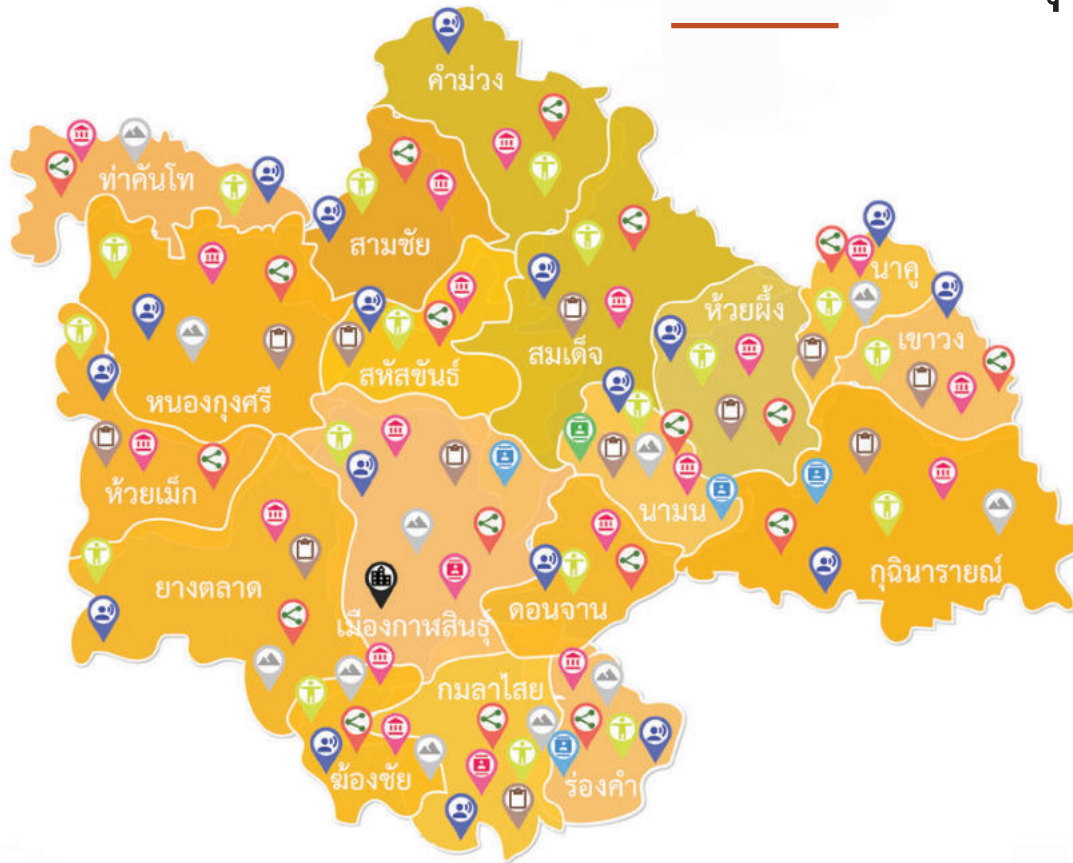 คำม่วง
ท่าคันโท
สามชัย
นาคู
ห้วยผึ้ง
เขาวง
สมเด็จ
สหัสขันธ์
หนองกุงศรี
ห้วยเม็ก
นามน
กุฉินารายณ์
ยางตลาด
ดอนจาน
เมืองกาฬสินธุ์
กมลาไสย
ฆ้องชัย
ร่องคำ